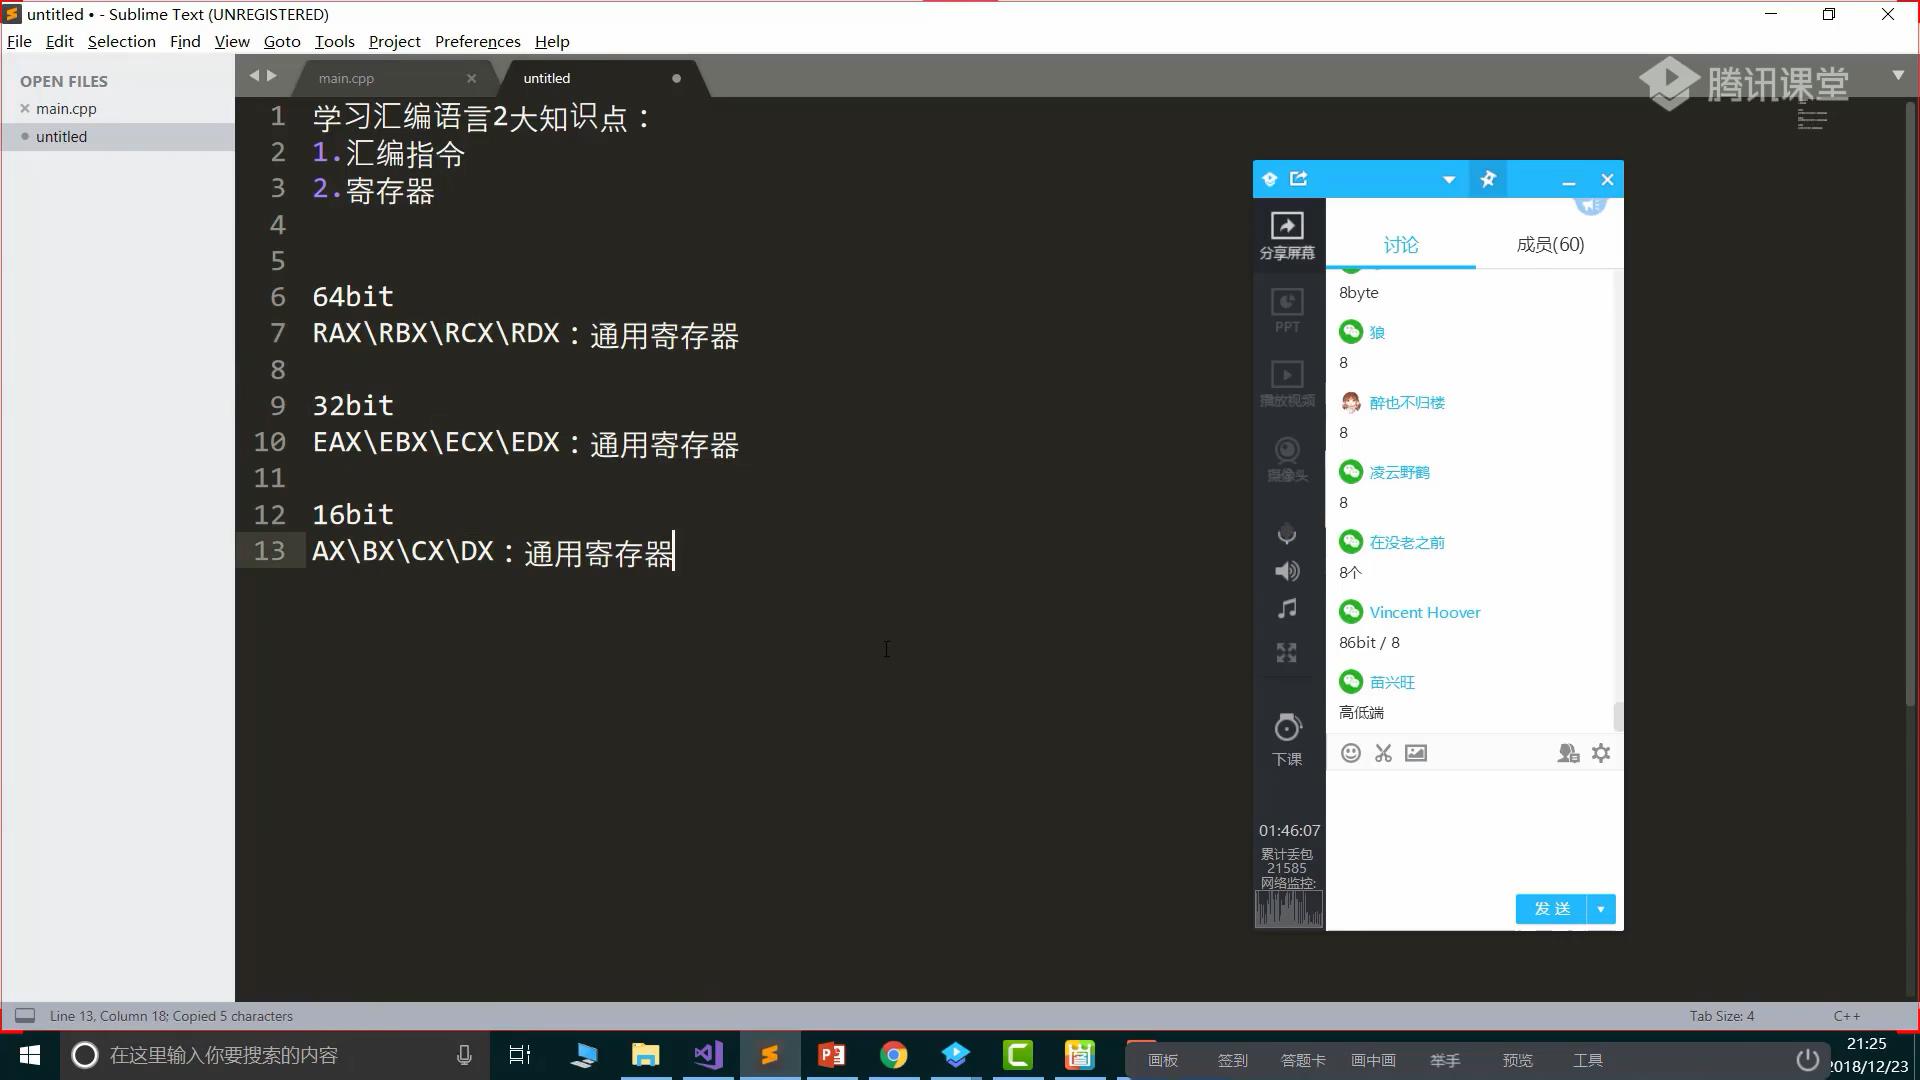 untitled • - Sublime Text (UNREGISTERED)
File Edit Selection Find View Goto Tools Project Preferences Help
OPEN FILES
main.cpp
untitled
main.cpp
untitled
腾讯课堂
1 学习汇编语言2大知识点：
2 1.汇编指令
3 2.寄存器
4
5
6 64bit
7 RAX\RBX\RCX\RDX：通用寄存器
8
9 32bit
10 EAX\EBX\ECX\EDX：通用寄存器
11
12 16bit
13 AX\BX\CX\DX：通用寄存器
分享屏幕
PPT
播放视频
摄像头
下课
01:46:07
累计丢包
21585
网络监控:
讨论
成员(60)
8byte
狼
8
醉也不归楼
8
凌云野鹤
8
在没老之前
8个
Vincent Hoover
86bit / 8
苗兴旺
高低端
发 送
Line 13, Column 18; Copied 5 characters
Tab Size: 4
C++
在这里输入你要搜索的内容
画板 签到 答题卡 画中画 举手 预览 工具
21:25
2018/12/23